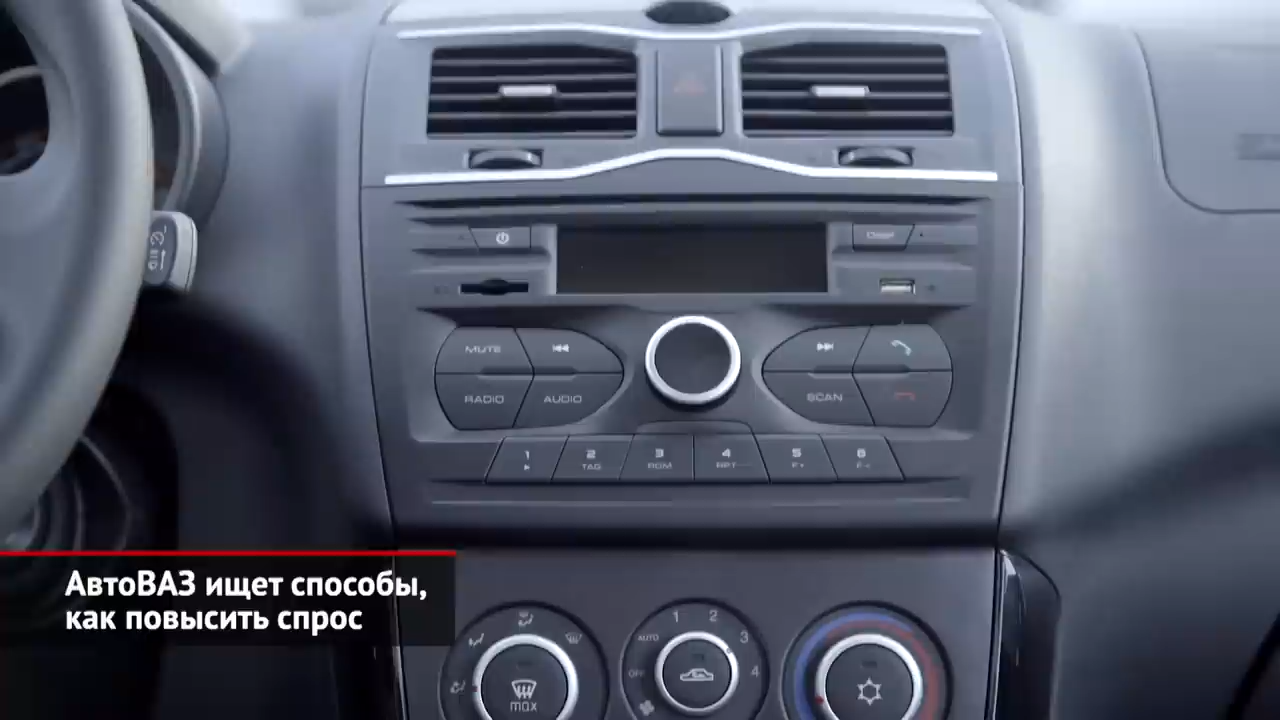 MUTE
RADIO
AUDIO
SCAN
1 2 3 4 5 6
TAG BGM RPT F+ F-
АвтоВАЗ ищет способы,
как повысить спрос
1 2 3 4
AUTO
OFF
max